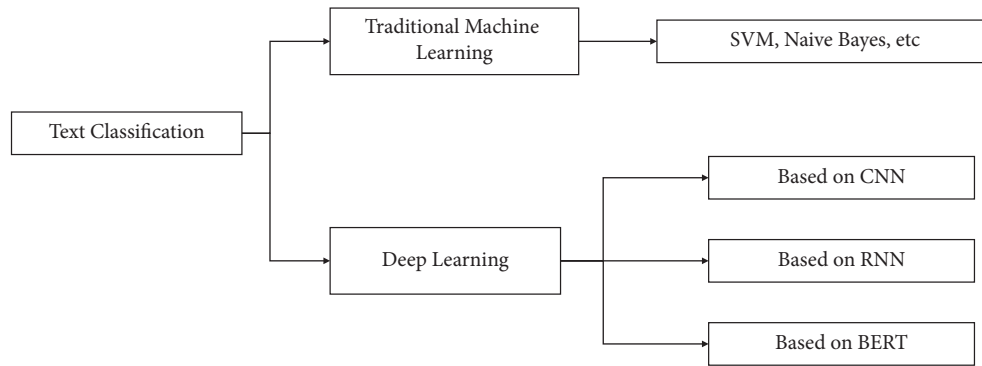 Traditional Machine
Learning
SVM, Naive Bayes, etc
Text Classification
Based on CNN
Deep Learning
Based on RNN
Based on BERT